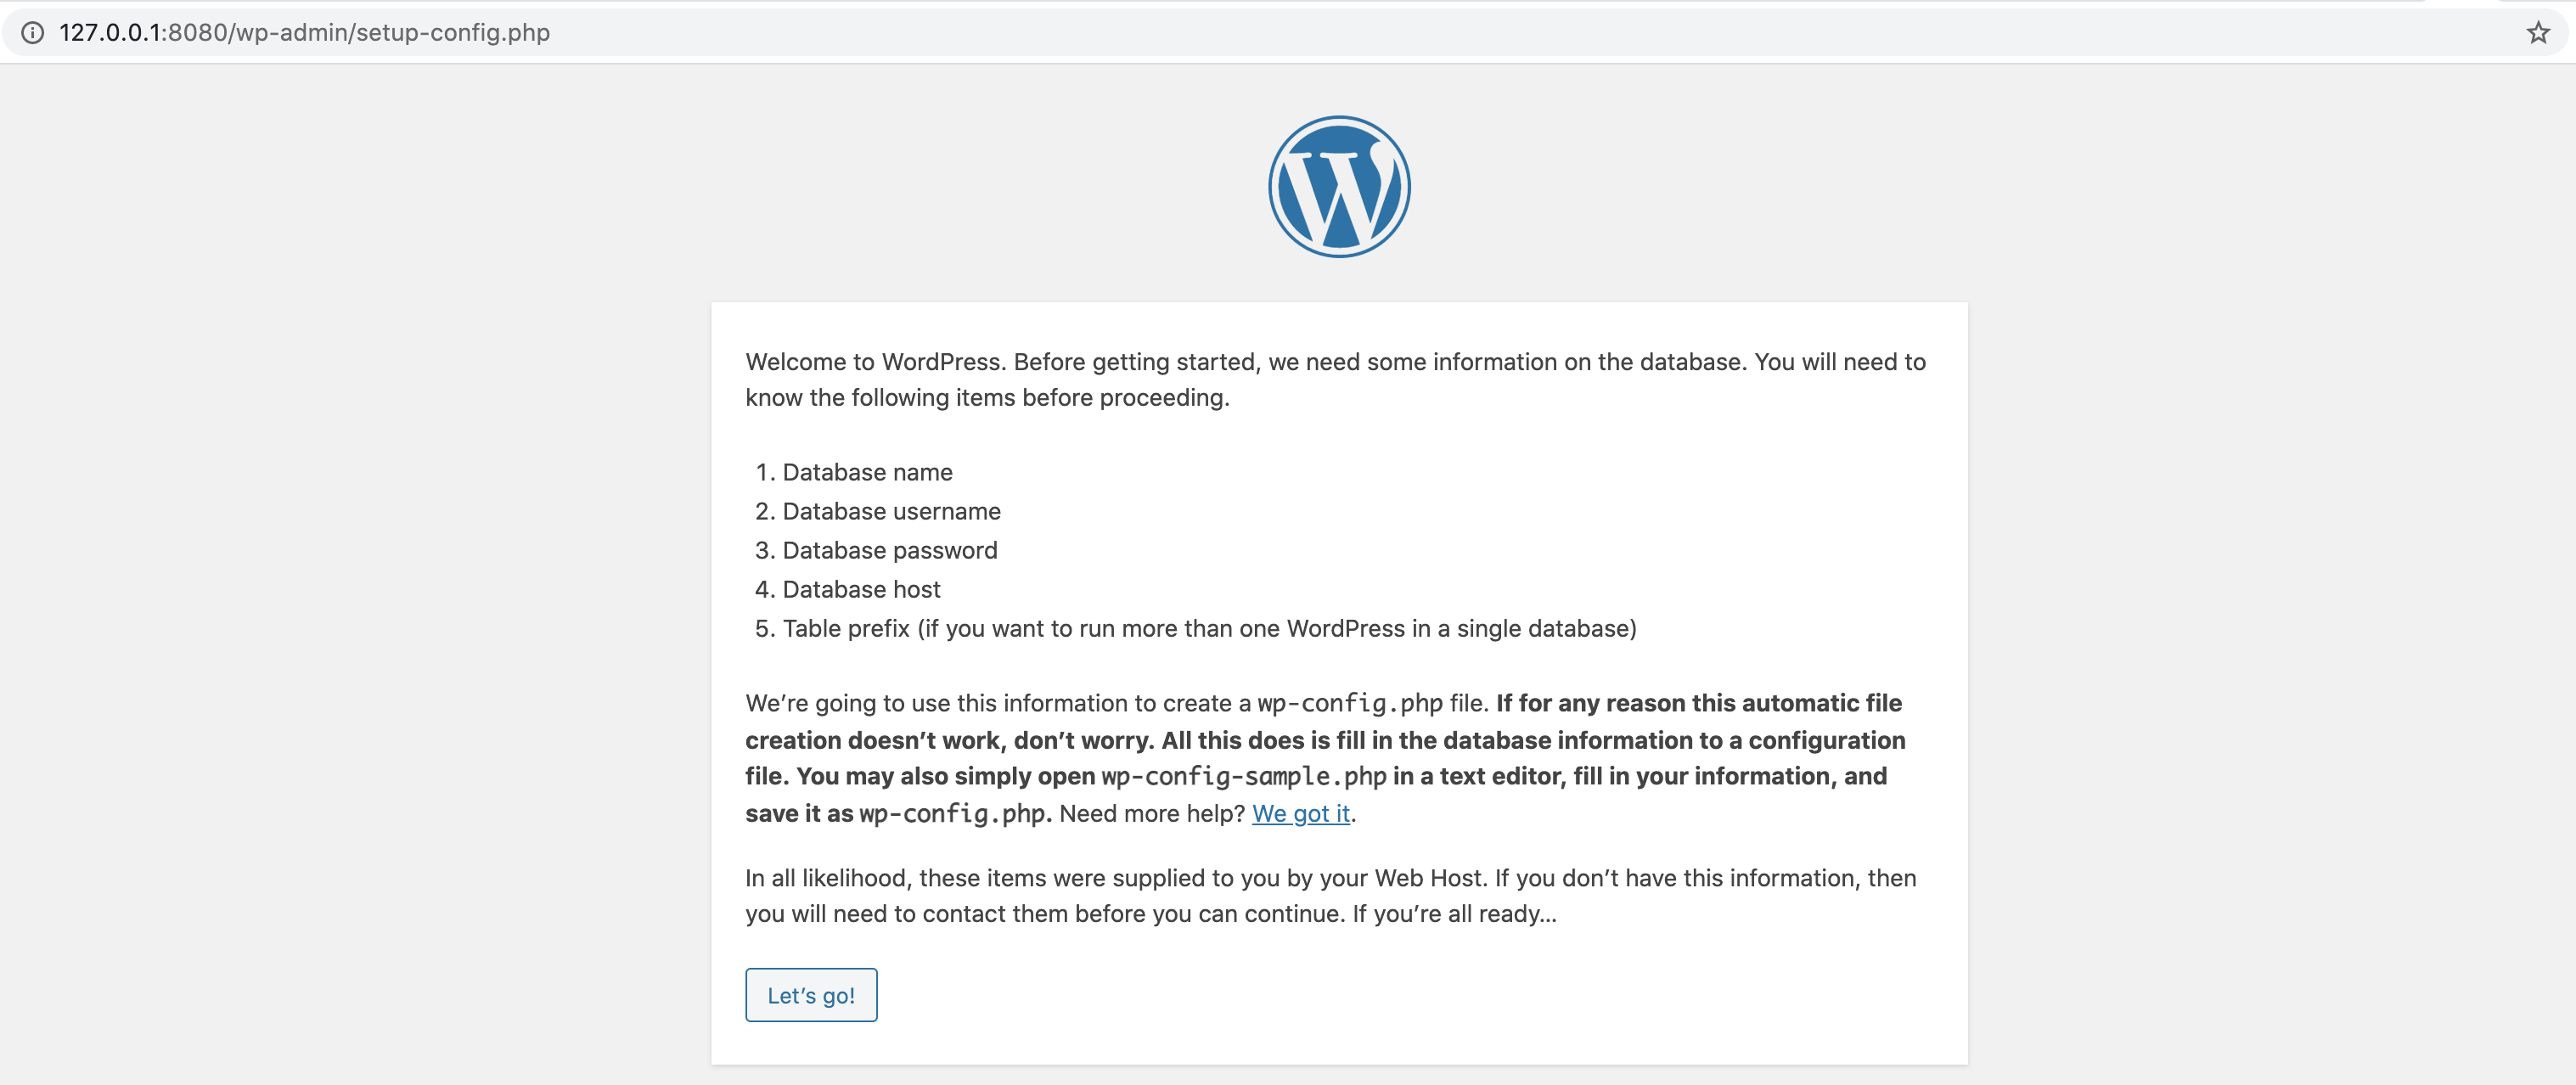 127.0.0.1:8080/wp-admin/setup-config.php
Welcome to WordPress. Before getting started, we need some information on the database. You will need to
know the following items before proceeding.
1. Database name
2. Database username
3. Database password
4. Database host
5. Table prefix (if you want to run more than one WordPress in a single database)
We’re going to use this information to create a wp-config.php file. If for any reason this automatic file
creation doesn’t work, don’t worry. All this does is fill in the database information to a configuration
file. You may also simply open wp-config-sample.php in a text editor, fill in your information, and
save it as wp-config.php. Need more help? We got it.
In all likelihood, these items were supplied to you by your Web Host. If you don’t have this information, then
you will need to contact them before you can continue. If you’re all ready…
Let’s go!